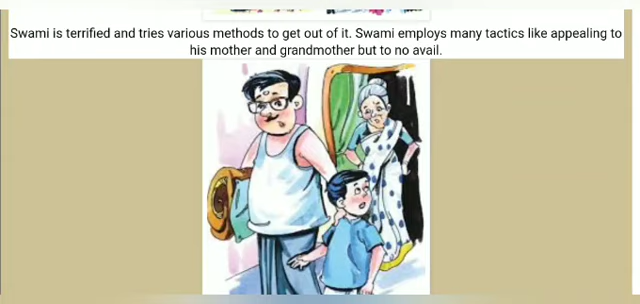 Swami is terrified and tries various methods to get out of it. Swami employs many tactics like appealing to
his mother and grandmother but to no avail.